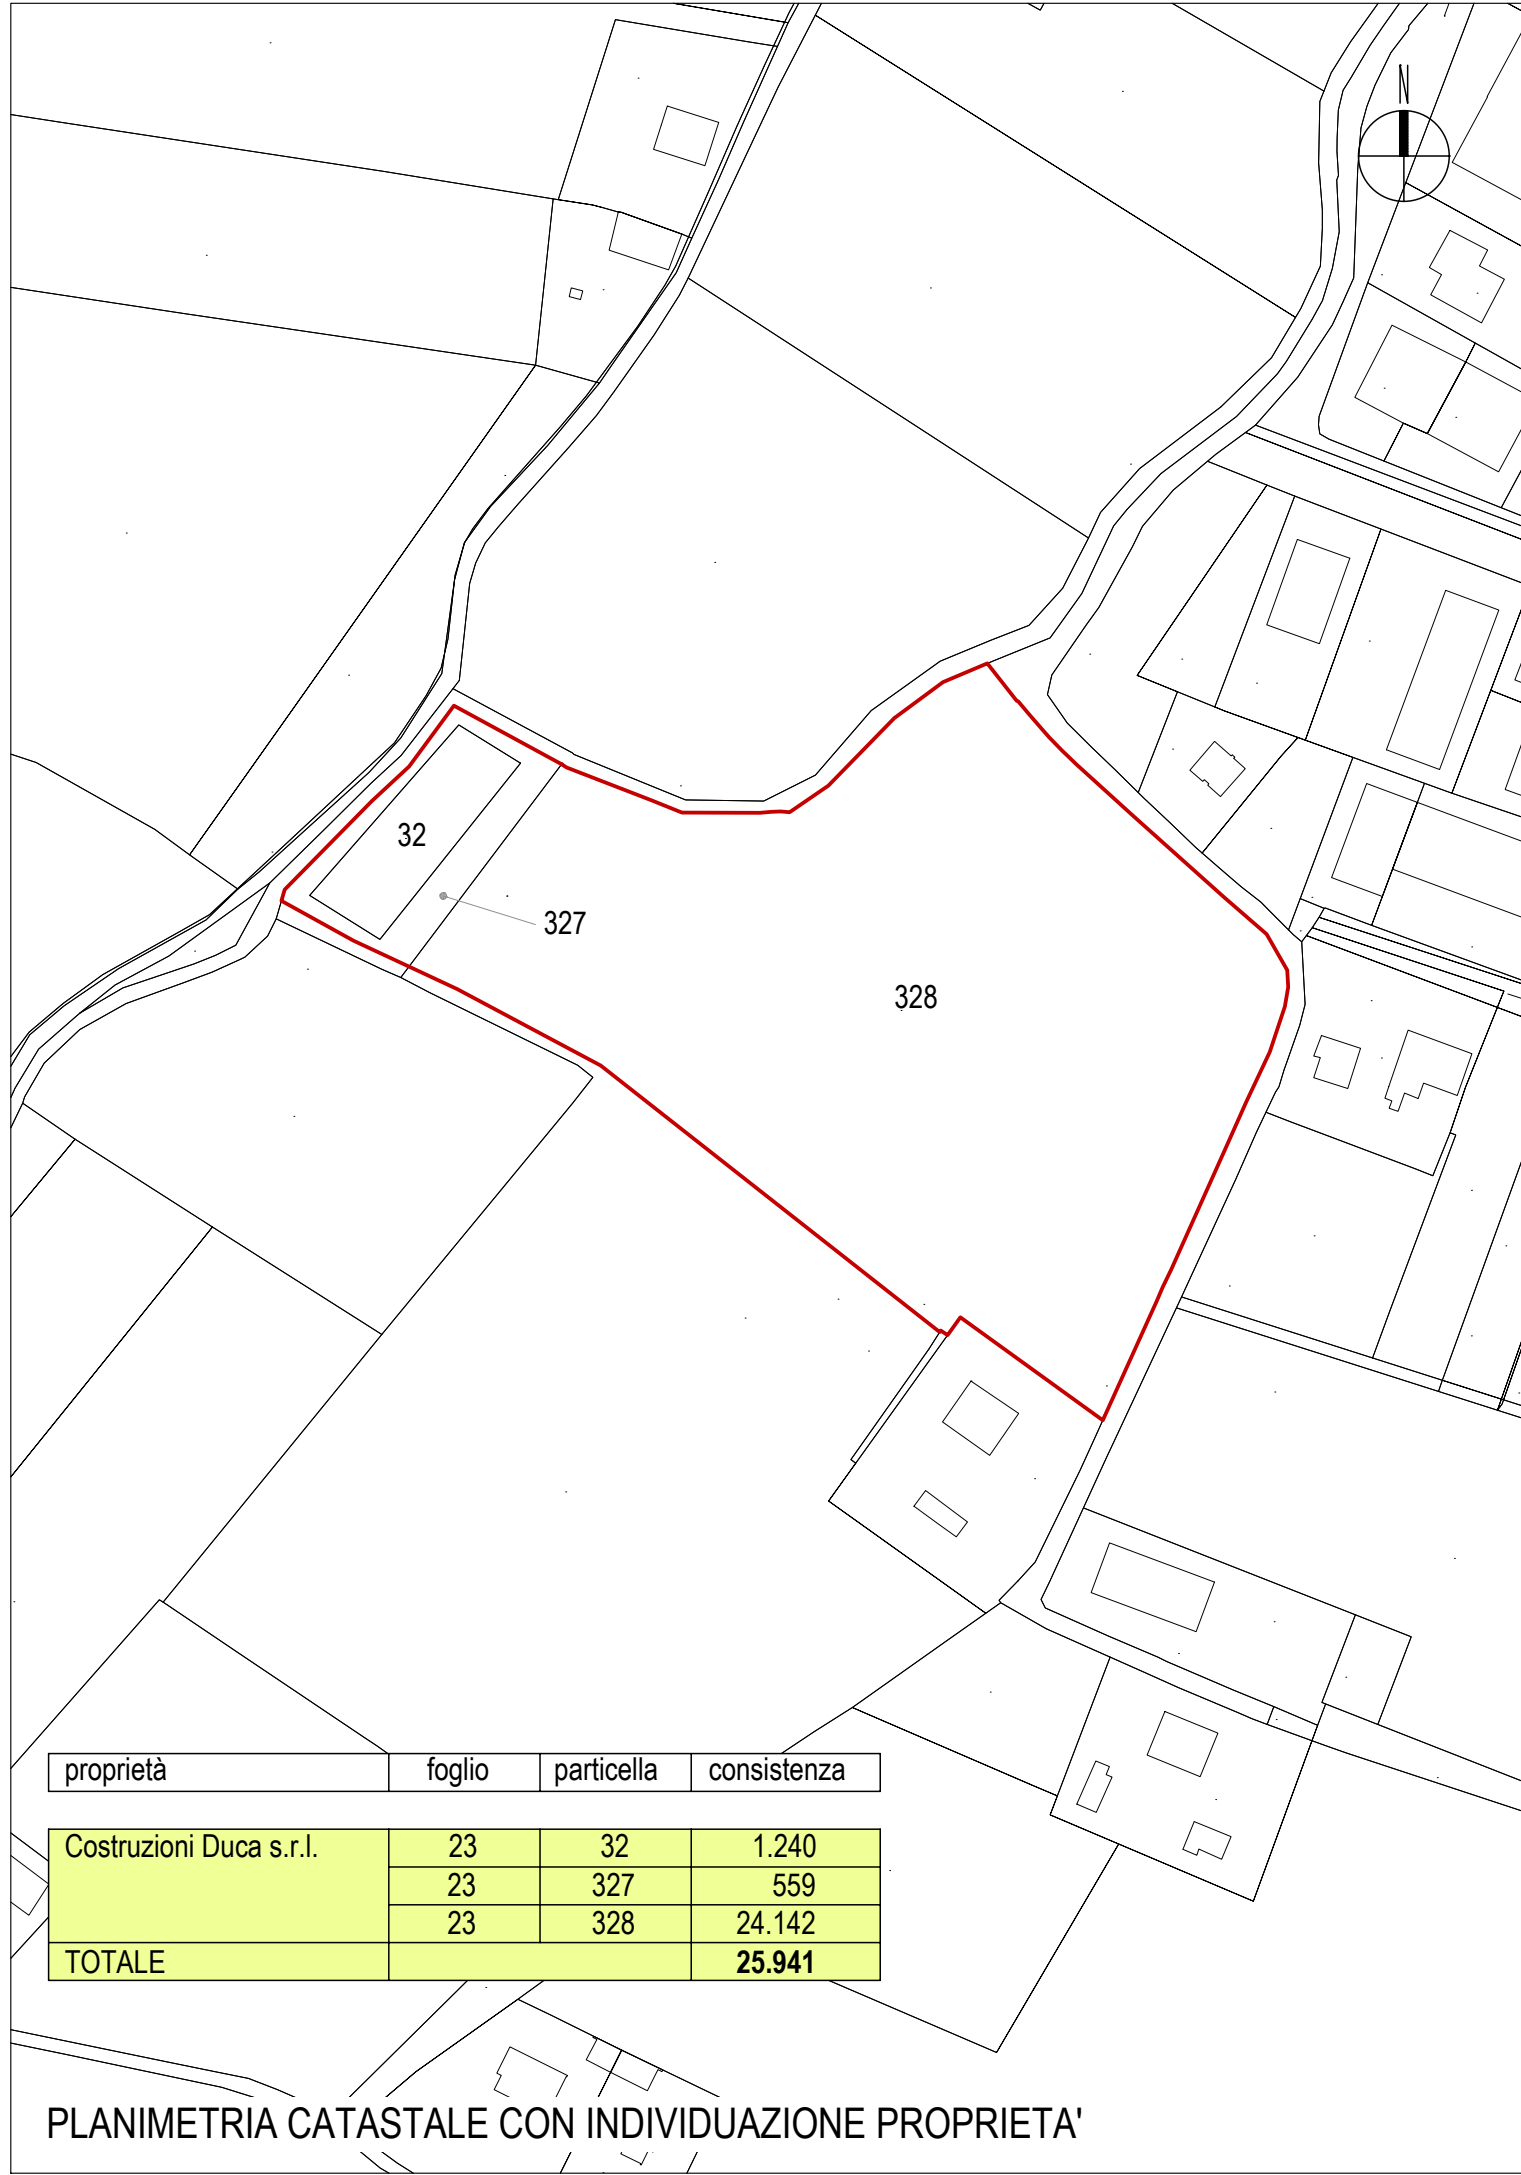 N
32
327
328
proprietà foglio particella consistenza
Costruzioni Duca s.r.l. 23 32 1.240
23 327 559
23 328 24.142
TOTALE 25.941
PLANIMETRIA CATASTALE CON INDIVIDUAZIONE PROPRIETA'